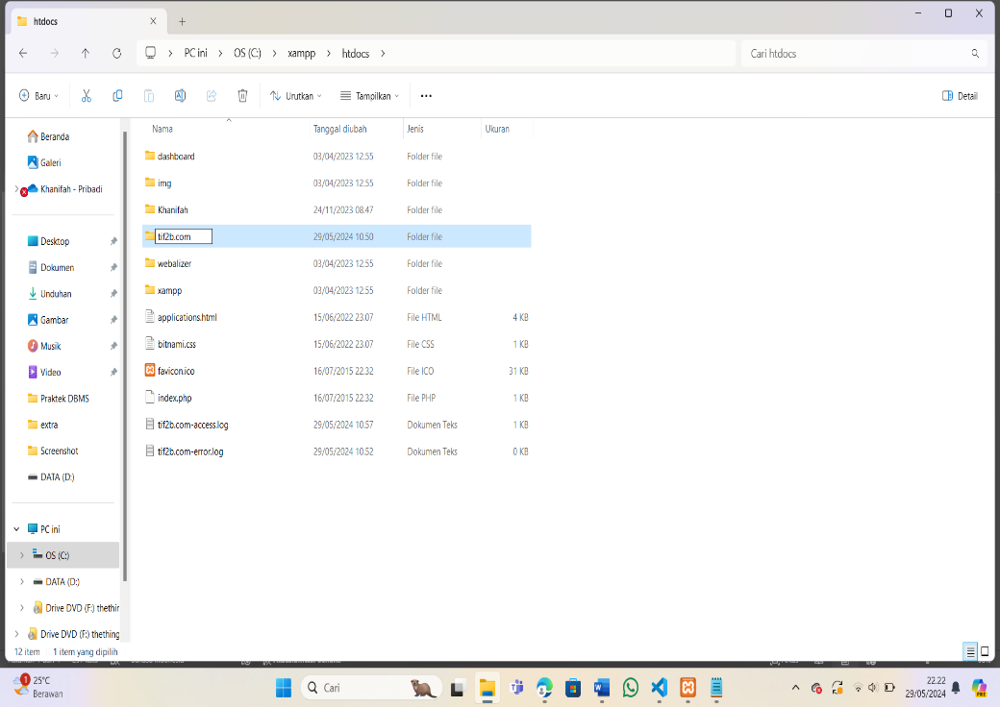 htdocs
PC ini
OS (C:)
xampp
htdocs
Cari htdocs
Baru
Urutkan
Tampilkan
Detail
Nama Tanggal diubah Jenis Ukuran
Beranda
Galeri
Khanifah - Pribadi
Desktop
Dokumen
Unduhan
Gambar
Musik
Video
Praktek DBMS
extra
Screenshot
DATA (D:)
PC ini
OS (C:)
DATA (D:)
Drive DVD (F:) thethin
Drive DVD (F:) thething
dashboard 03/04/2023 12.55 Folder file
img 03/04/2023 12.55 Folder file
Khanifah 24/11/2023 08.47 Folder file
tif2b.com 29/05/2024 10.50 Folder file
webalizer 03/04/2023 12.55 Folder file
xampp 03/04/2023 12.55 Folder file
applications.html 15/06/2022 23.07 File HTML 4 KB
bitnami.css 15/06/2022 23.07 File CSS 1 KB
favicon.ico 16/07/2015 22.32 File ICO 31 KB
index.php 16/07/2015 22.32 File PHP 1 KB
tif2b.com-access.log 29/05/2024 10.57 Dokumen Teks 1 KB
tif2b.com-error.log 29/05/2024 10.52 Dokumen Teks 0 KB
12 item 1 item yang dipilih
1
25°C
Berawan
Cari
22.22
29/05/2024
PRE